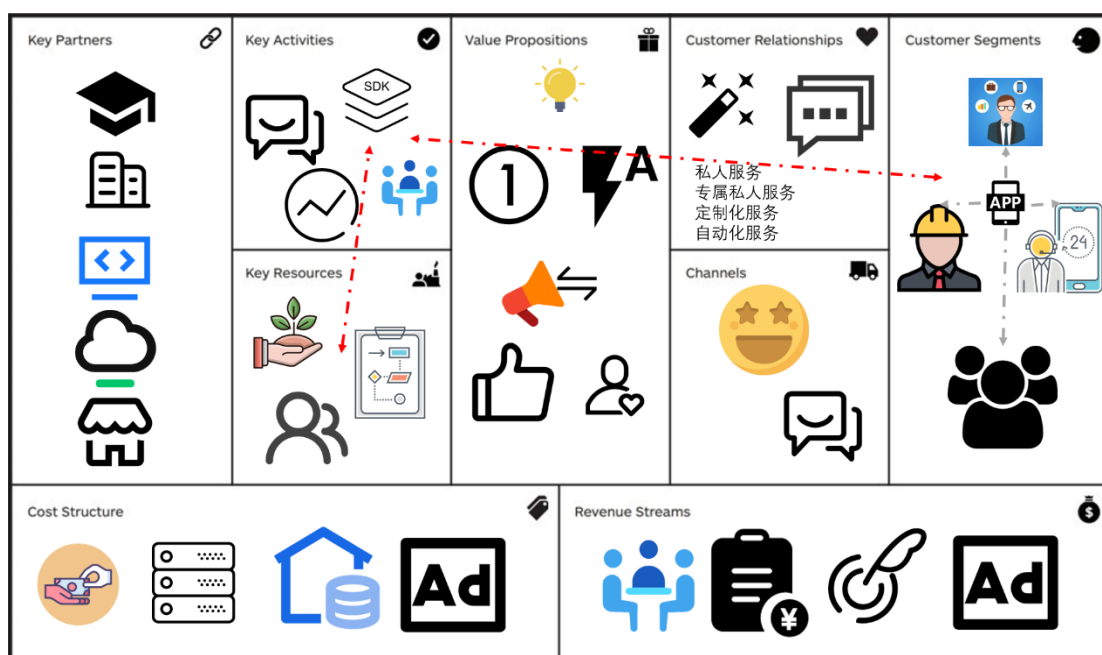 Key Partners
Key Activities
SDK
Value Propositions
1
A
Customer Relationships
私人服务
专属私人服务
定制化服务
自动化服务
Customer Segments
APP
24
Key Resources
Channels
Cost Structure
Ad
Revenue Streams
¥
Ad
$